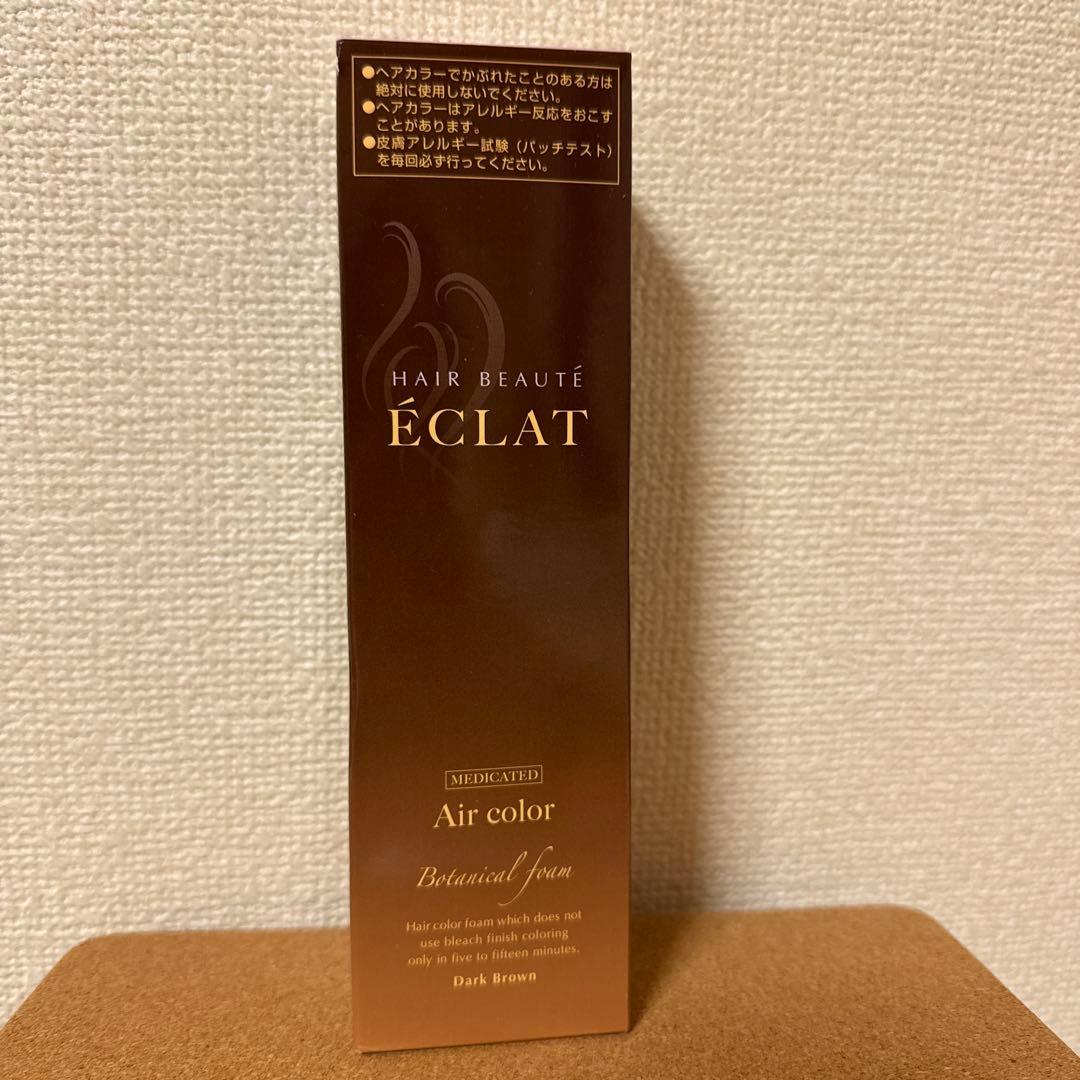 ●ヘアカラーでかぶれたことのある方は
絶対に使用しないでください。
●ヘアカラーはアレルギー反応をおこす
ことがあります。
●皮膚アレルギー試験（パッチテスト）
を毎回必ず行ってください。
HAIR BEAUTÉ
ÉCLAT
MEDICATED
Air color
Botanical foam
Hair color foam which does not
use bleach finish coloring
only in five to fifteen minutes.
Dark Brown